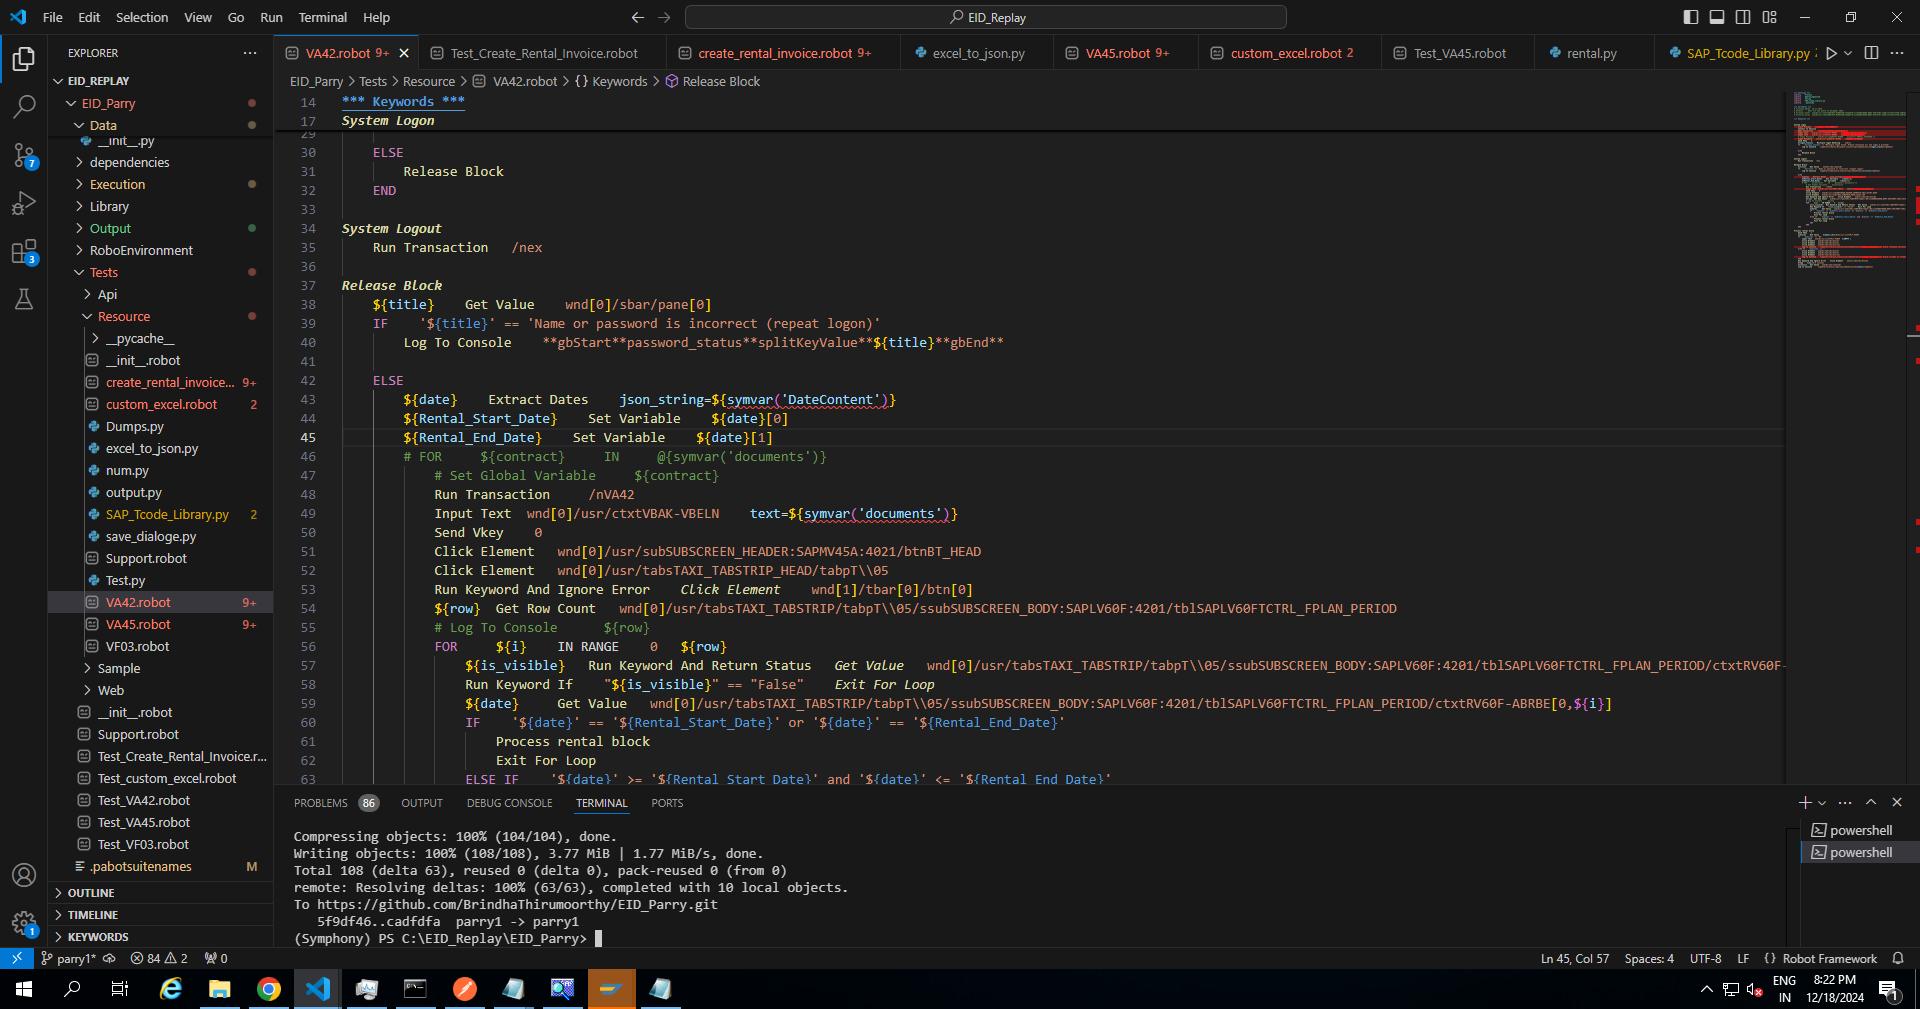 File Edit Selection View Go Run Terminal Help
EID_Replay
EXPLORER
VA42.robot 9+
Test_Create_Rental_Invoice.robot
create_rental_invoice.robot 9+
excel_to_json.py
VA45.robot 9+
custom_excel.robot 2
Test_VA45.robot
rental.py
SAP_Tcode_Library.py
EID_Parry > Tests > Resource > VA42.robot > {} Keywords > Release Block
EID_REPLAY
EID_Parry
Data
__init__.py
dependencies
Execution
Library
Output
RoboEnvironment
Tests
Api
Resource
__pycache__
__init__.robot
create_rental_invoice... 9+
custom_excel.robot 2
Dumps.py
excel_to_json.py
num.py
output.py
SAP_Tcode_Library.py 2
save_dialoge.py
Support.robot
Test.py
VA42.robot 9+
VA45.robot 9+
VF03.robot
Sample
Web
__init__.robot
Support.robot
Test_Create_Rental_Invoice.r...
Test_custom_excel.robot
Test_VA42.robot
Test_VA45.robot
Test_VF03.robot
.pabotsuitenames M
OUTLINE
TIMELINE
KEYWORDS
7
3
1
14 *** Keywords ***
17 System Logon
29
30 ELSE
31 Release Block
32 END
33
34 System Logout
35 Run Transaction /nex
36
37 Release Block
38 ${title} Get Value wnd[0]/sbar/pane[0]
39 IF '${title}' == 'Name or password is incorrect (repeat logon)'
40 Log To Console **gbStart**password_status**splitKeyValue**${title}**gbEnd**
41
42 ELSE
43 ${date} Extract Dates json_string=${symvar('DateContent')}
44 ${Rental_Start_Date} Set Variable ${date}[0]
45 ${Rental_End_Date} Set Variable ${date}[1]
46 # FOR ${contract} IN @{symvar('documents')}
47 # Set Global Variable ${contract}
48 Run Transaction /nVA42
49 Input Text wnd[0]/usr/ctxtVBAK-VBELN text=${symvar('documents')}
50 Send Vkey 0
51 Click Element wnd[0]/usr/subSUBSCREEN_HEADER:SAPMV45A:4021/btnBT_HEAD
52 Click Element wnd[0]/usr/tabsTAXI_TABSTRIP_HEAD/tabpT\\05
53 Run Keyword And Ignore Error Click Element wnd[1]/tbar[0]/btn[0]
54 ${row} Get Row Count wnd[0]/usr/tabsTAXI_TABSTRIP/tabpT\\05/ssubSUBSCREEN_BODY:SAPLV60F:4201/tblSAPLV60FTCTRL_FPLAN_PERIOD
55 # Log To Console ${row}
56 FOR ${i} IN RANGE 0 ${row}
57 ${is_visible} Run Keyword And Return Status Get Value wnd[0]/usr/tabsTAXI_TABSTRIP/tabpT\\05/ssubSUBSCREEN_BODY:SAPLV60F:4201/tblSAPLV60FTCTRL_FPLAN_PERIOD/ctxtRV60F-
58 Run Keyword If "${is_visible}" == "False" Exit For Loop
59 ${date} Get Value wnd[0]/usr/tabsTAXI_TABSTRIP/tabpT\\05/ssubSUBSCREEN_BODY:SAPLV60F:4201/tblSAPLV60FTCTRL_FPLAN_PERIOD/ctxtRV60F-ABRBE[0,${i}]
60 IF '${date}' == '${Rental_Start_Date}' or '${date}' == '${Rental_End_Date}'
61 Process rental block
62 Exit For Loop
63 ELSE IF '${date}' >= '${Rental_Start_Date}' and '${date}' <= '${Rental_End_Date}'
PROBLEMS 86 OUTPUT DEBUG CONSOLE TERMINAL PORTS
Compressing objects: 100% (104/104), done.
Writing objects: 100% (108/108), 3.77 MiB | 1.77 MiB/s, done.
Total 108 (delta 63), reused 0 (delta 0), pack-reused 0 (from 0)
remote: Resolving deltas: 100% (63/63), completed with 10 local objects.
To https://github.com/BrindhaThirumoorthy/EID_Parry.git
5f9df46..cadfdfa parry1 -> parry1
(Symphony) PS C:\EID_Replay\EID_Parry>
powershell
powershell
parry1* 84 2 0
Ln 45, Col 57 Spaces: 4 UTF-8 LF {} Robot Framework
ENG
IN
8:22 PM
12/18/2024
1